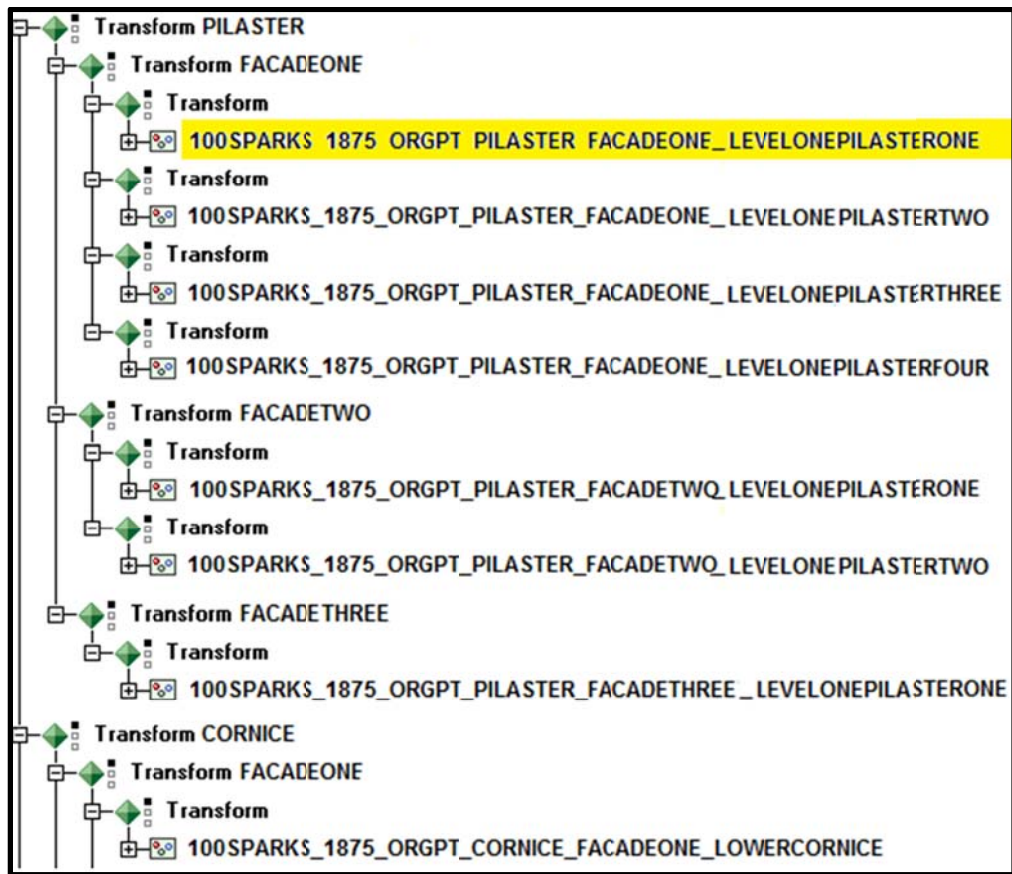 Transform PILASTER
Transform FACADEONE
Transform
100SPARKS_1875_ORGPT_PILASTER_FACADEONE_LEVELONEPILASTERONE
Transform
100SPARKS_1875_ORGPT_PILASTER_FACADEONE_LEVELONEPILASTERTWO
Transform
100SPARKS_1875_ORGPT_PILASTER_FACADEONE_LEVELONEPILASTERTHREE
Transform
100SPARKS_1875_ORGPT_PILASTER_FACADEONE_LEVELONEPILASTERFOUR
Transform FACADETWO
Transform
100SPARKS_1875_ORGPT_PILASTER_FACADETWO_LEVELONEPILASTERONE
Transform
100SPARKS_1875_ORGPT_PILASTER_FACADETWO_LEVELONEPILASTERTWO
Transform FACADETHREE
Transform
100SPARKS_1875_ORGPT_PILASTER_FACADETHREE_LEVELONEPILASTERONE
Transform CORNICE
Transform FACADEONE
Transform
100SPARKS_1875_ORGPT_CORNICE_FACADEONE_LOWERCORNICE